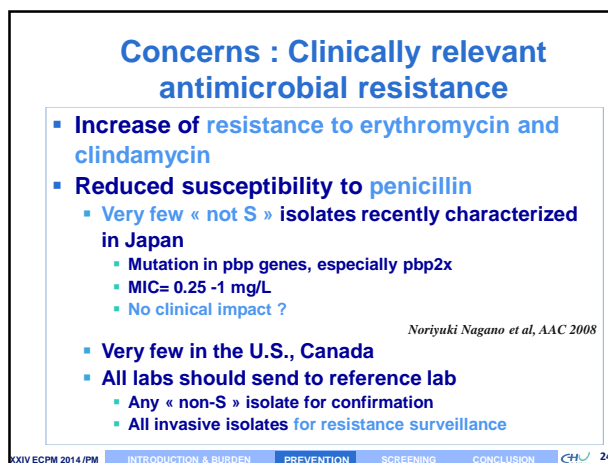 Concerns : Clinically relevant
antimicrobial resistance
▪ Increase of resistance to erythromycin and
clindamycin
▪ Reduced susceptibility to penicillin
▪ Very few « not S » isolates recently characterized
in Japan
▪ Mutation in pbp genes, especially pbp2x
▪ MIC= 0.25 -1 mg/L
▪ No clinical impact ?
Noriyuki Nagano et al, AAC 2008
▪ Very few in the U.S., Canada
▪ All labs should send to reference lab
▪ Any « non-S » isolate for confirmation
▪ All invasive isolates for resistance surveillance
XXIV ECPM 2014 /PM INTRODUCTION & BURDEN PREVENTION SCREENING CONCLUSION CHU 24